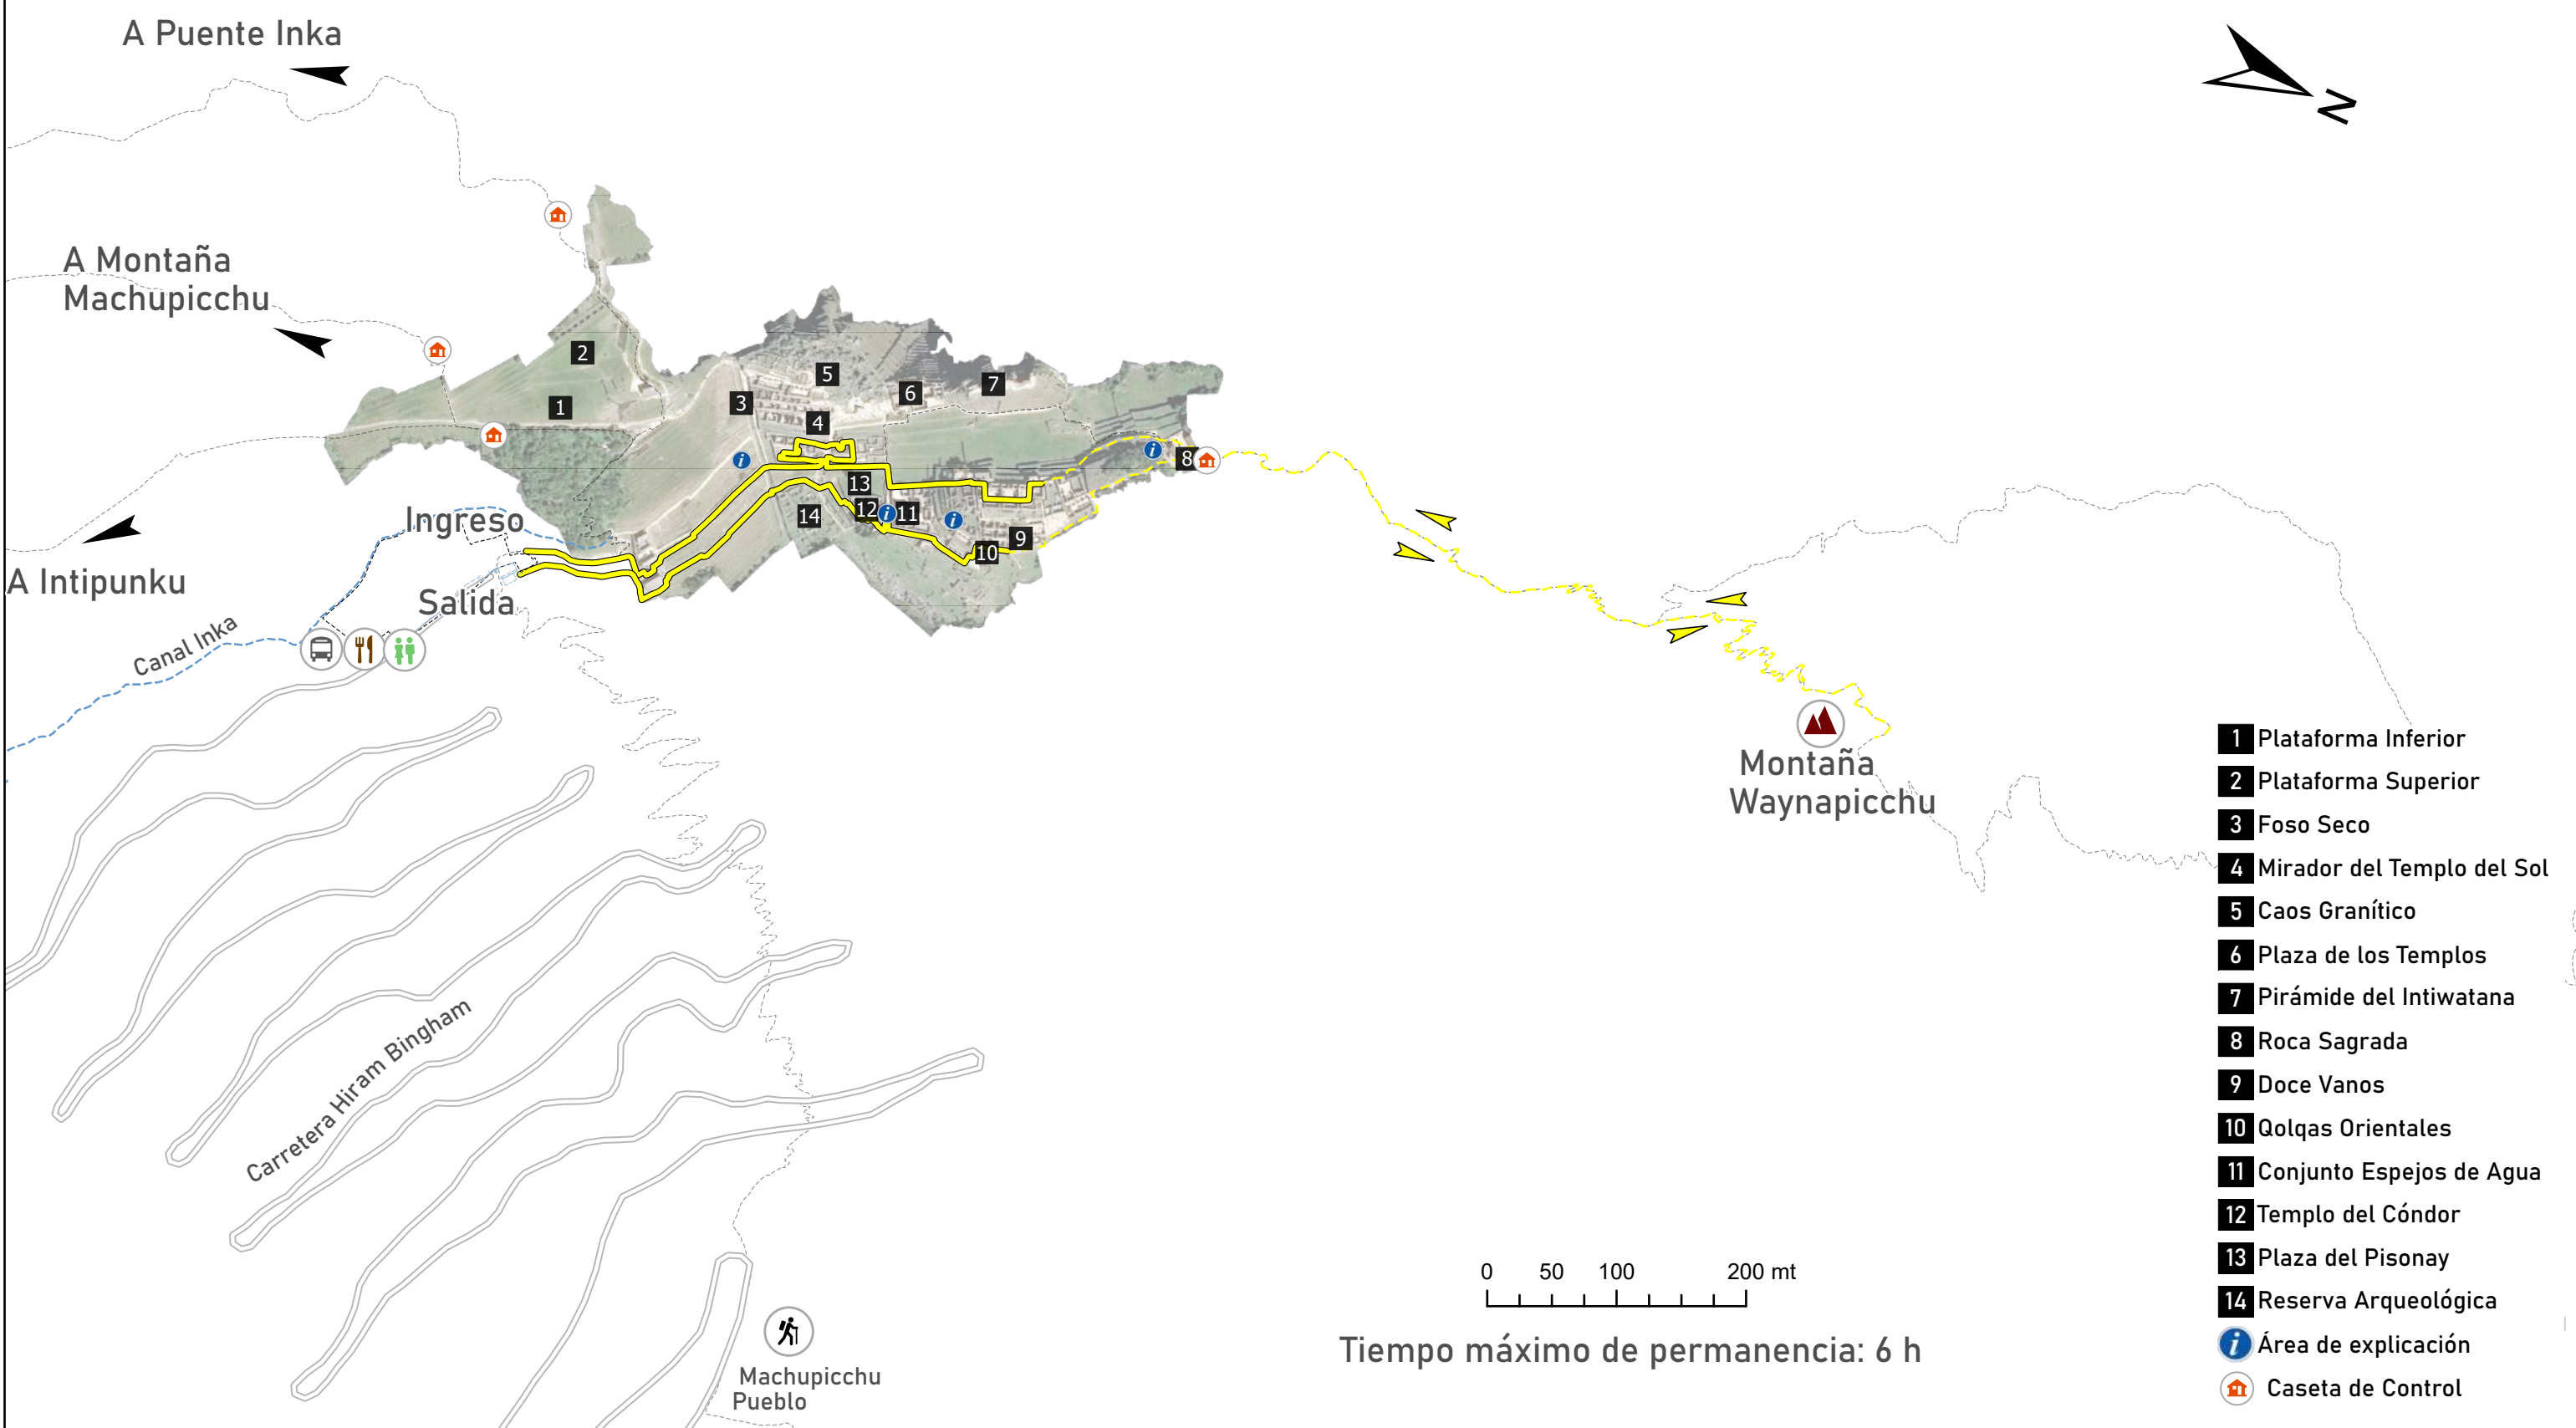 A Puente Inka
N
A Montaña
Machupicchu
2
5
7
6
1
3
4
i
i
8
13
Ingreso
14
12
i
11
i
9
10
A Intipunku
Salida
Canal Inka
Montaña
Waynapicchu
Carretera Hiram Bingham
Machupicchu
Pueblo
0 50 100 200 mt
Tiempo máximo de permanencia: 6 h
1 Plataforma Inferior
2 Plataforma Superior
3 Foso Seco
4 Mirador del Templo del Sol
5 Caos Granítico
6 Plaza de los Templos
7 Pirámide del Intiwatana
8 Roca Sagrada
9 Doce Vanos
10 Qolqas Orientales
11 Conjunto Espejos de Agua
12 Templo del Cóndor
13 Plaza del Pisonay
14 Reserva Arqueológica
i Área de explicación
Caseta de Control